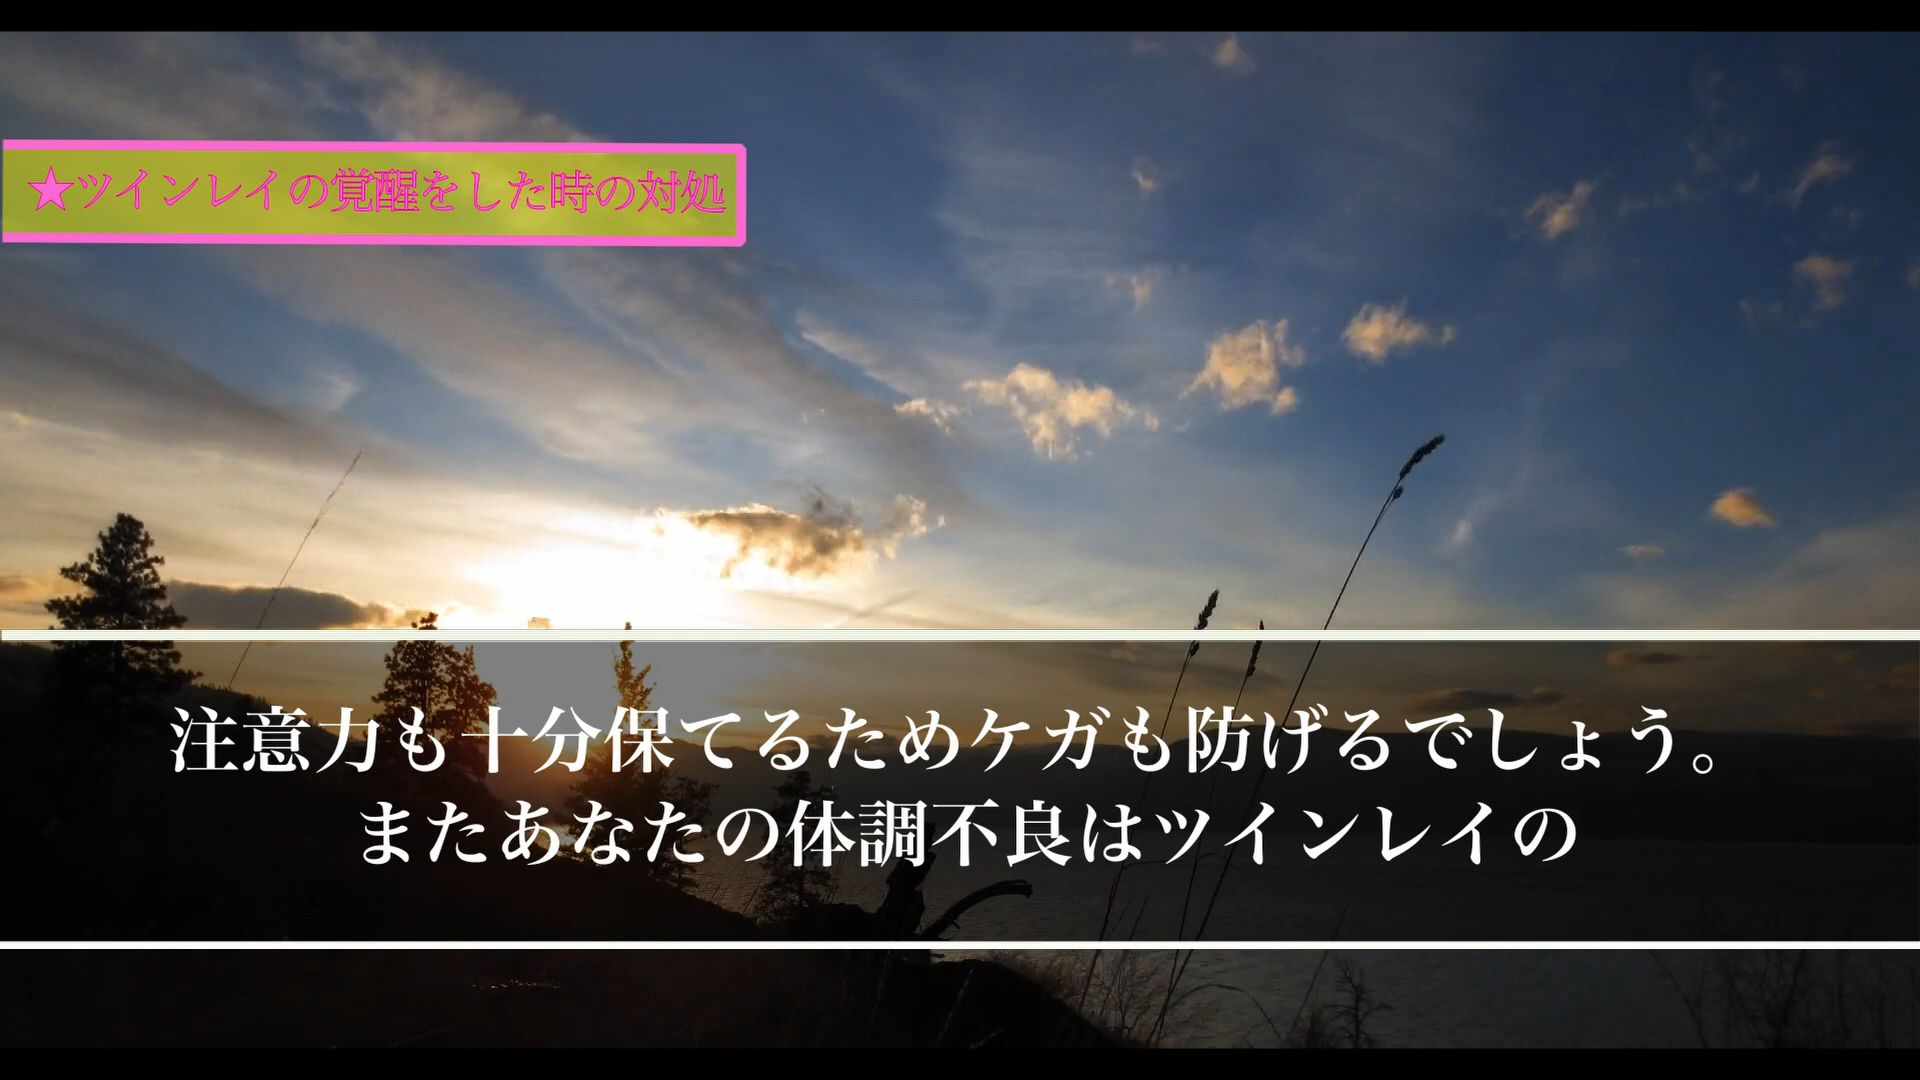 ★ツインレイの覚醒をした時の対処
注意力も十分保てるためケガも防げるでしょう。
またあなたの体調不良はツインレイの